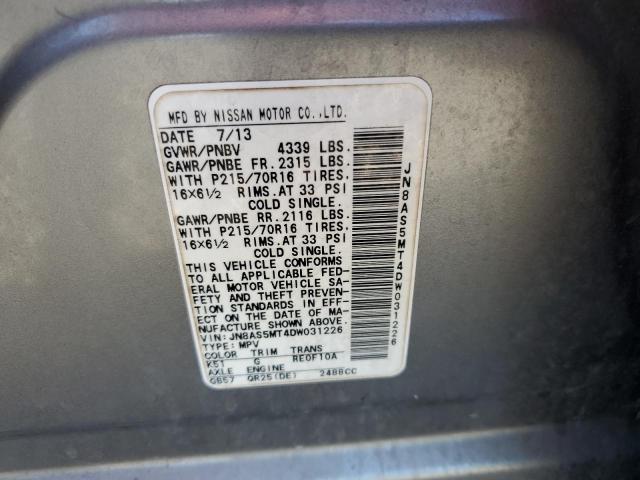 MFD BY NISSAN MOTOR CO.,LTD.
DATE 7/13
GVWR/PNBV 4339 LBS.
GAWR/PNBE FR. 2315 LBS.
WITH P215/70R16 TIRES.
16X6½ RIMS.AT 33 PSI
COLD SINGLE.
GAWR/PNBE RR. 2116 LBS.
WITH P215/70R16 TIRES.
16X6½ RIMS.AT 33 PSI
COLD SINGLE.
THIS VEHICLE CONFORMS
TO ALL APPLICABLE FED-
ERAL MOTOR VEHICLE SA-
FETY AND THEFT PREVEN-
TION STANDARDS IN EFF-
ECT ON THE DATE OF MA-
NUFACTURE SHOWN ABOVE.
VIN: JN8AS5MT4DW031226
TYPE: MPV
COLOR TRIM TRANS
K51 G RE0F10A
AXLE ENGINE
GB57 QR25(DE) 2488CC
JN8AS5MT4DW031226